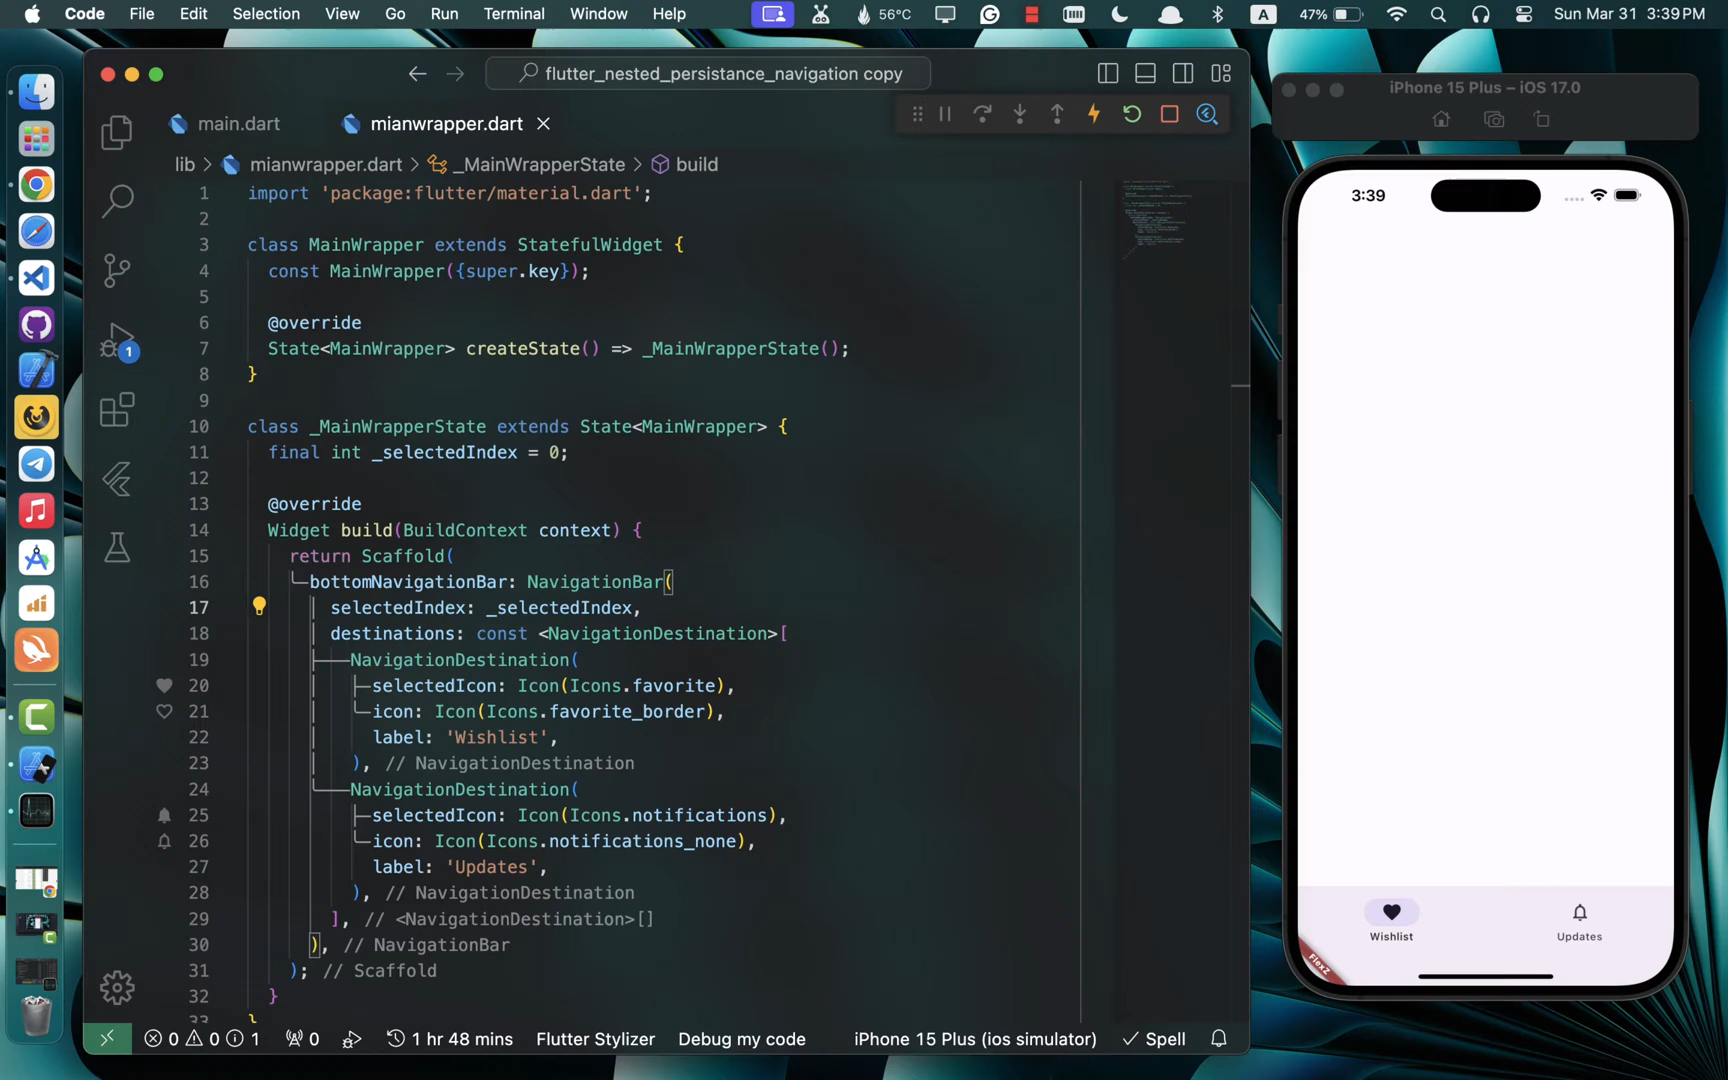 Code File Edit Selection View Go Run Terminal Window Help 56°C A 47% Sun Mar 31 3:39 PM
flutter_nested_persistance_navigation copy
iPhone 15 Plus – iOS 17.0
main.dart mianwrapper.dart
lib > mianwrapper.dart > _MainWrapperState > build
1 import 'package:flutter/material.dart';
2
3 class MainWrapper extends StatefulWidget {
4 const MainWrapper({super.key});
5
6 @override
7 State<MainWrapper> createState() => _MainWrapperState();
8 }
9
10 class _MainWrapperState extends State<MainWrapper> {
11 final int _selectedIndex = 0;
12
13 @override
14 Widget build(BuildContext context) {
15 return Scaffold(
16 bottomNavigationBar: NavigationBar(
17 selectedIndex: _selectedIndex,
18 destinations: const <NavigationDestination>[
19 NavigationDestination(
20 selectedIcon: Icon(Icons.favorite),
21 icon: Icon(Icons.favorite_border),
22 label: 'Wishlist',
23 ), // NavigationDestination
24 NavigationDestination(
25 selectedIcon: Icon(Icons.notifications),
26 icon: Icon(Icons.notifications_none),
27 label: 'Updates',
28 ), // NavigationDestination
29 ], // <NavigationDestination>[]
30 ), // NavigationBar
31 ); // Scaffold
32 }
33 }
1
0 0 1 0 1 hr 48 mins Flutter Stylizer Debug my code iPhone 15 Plus (ios simulator) Spell
3:39
Wishlist Updates
FlexZ